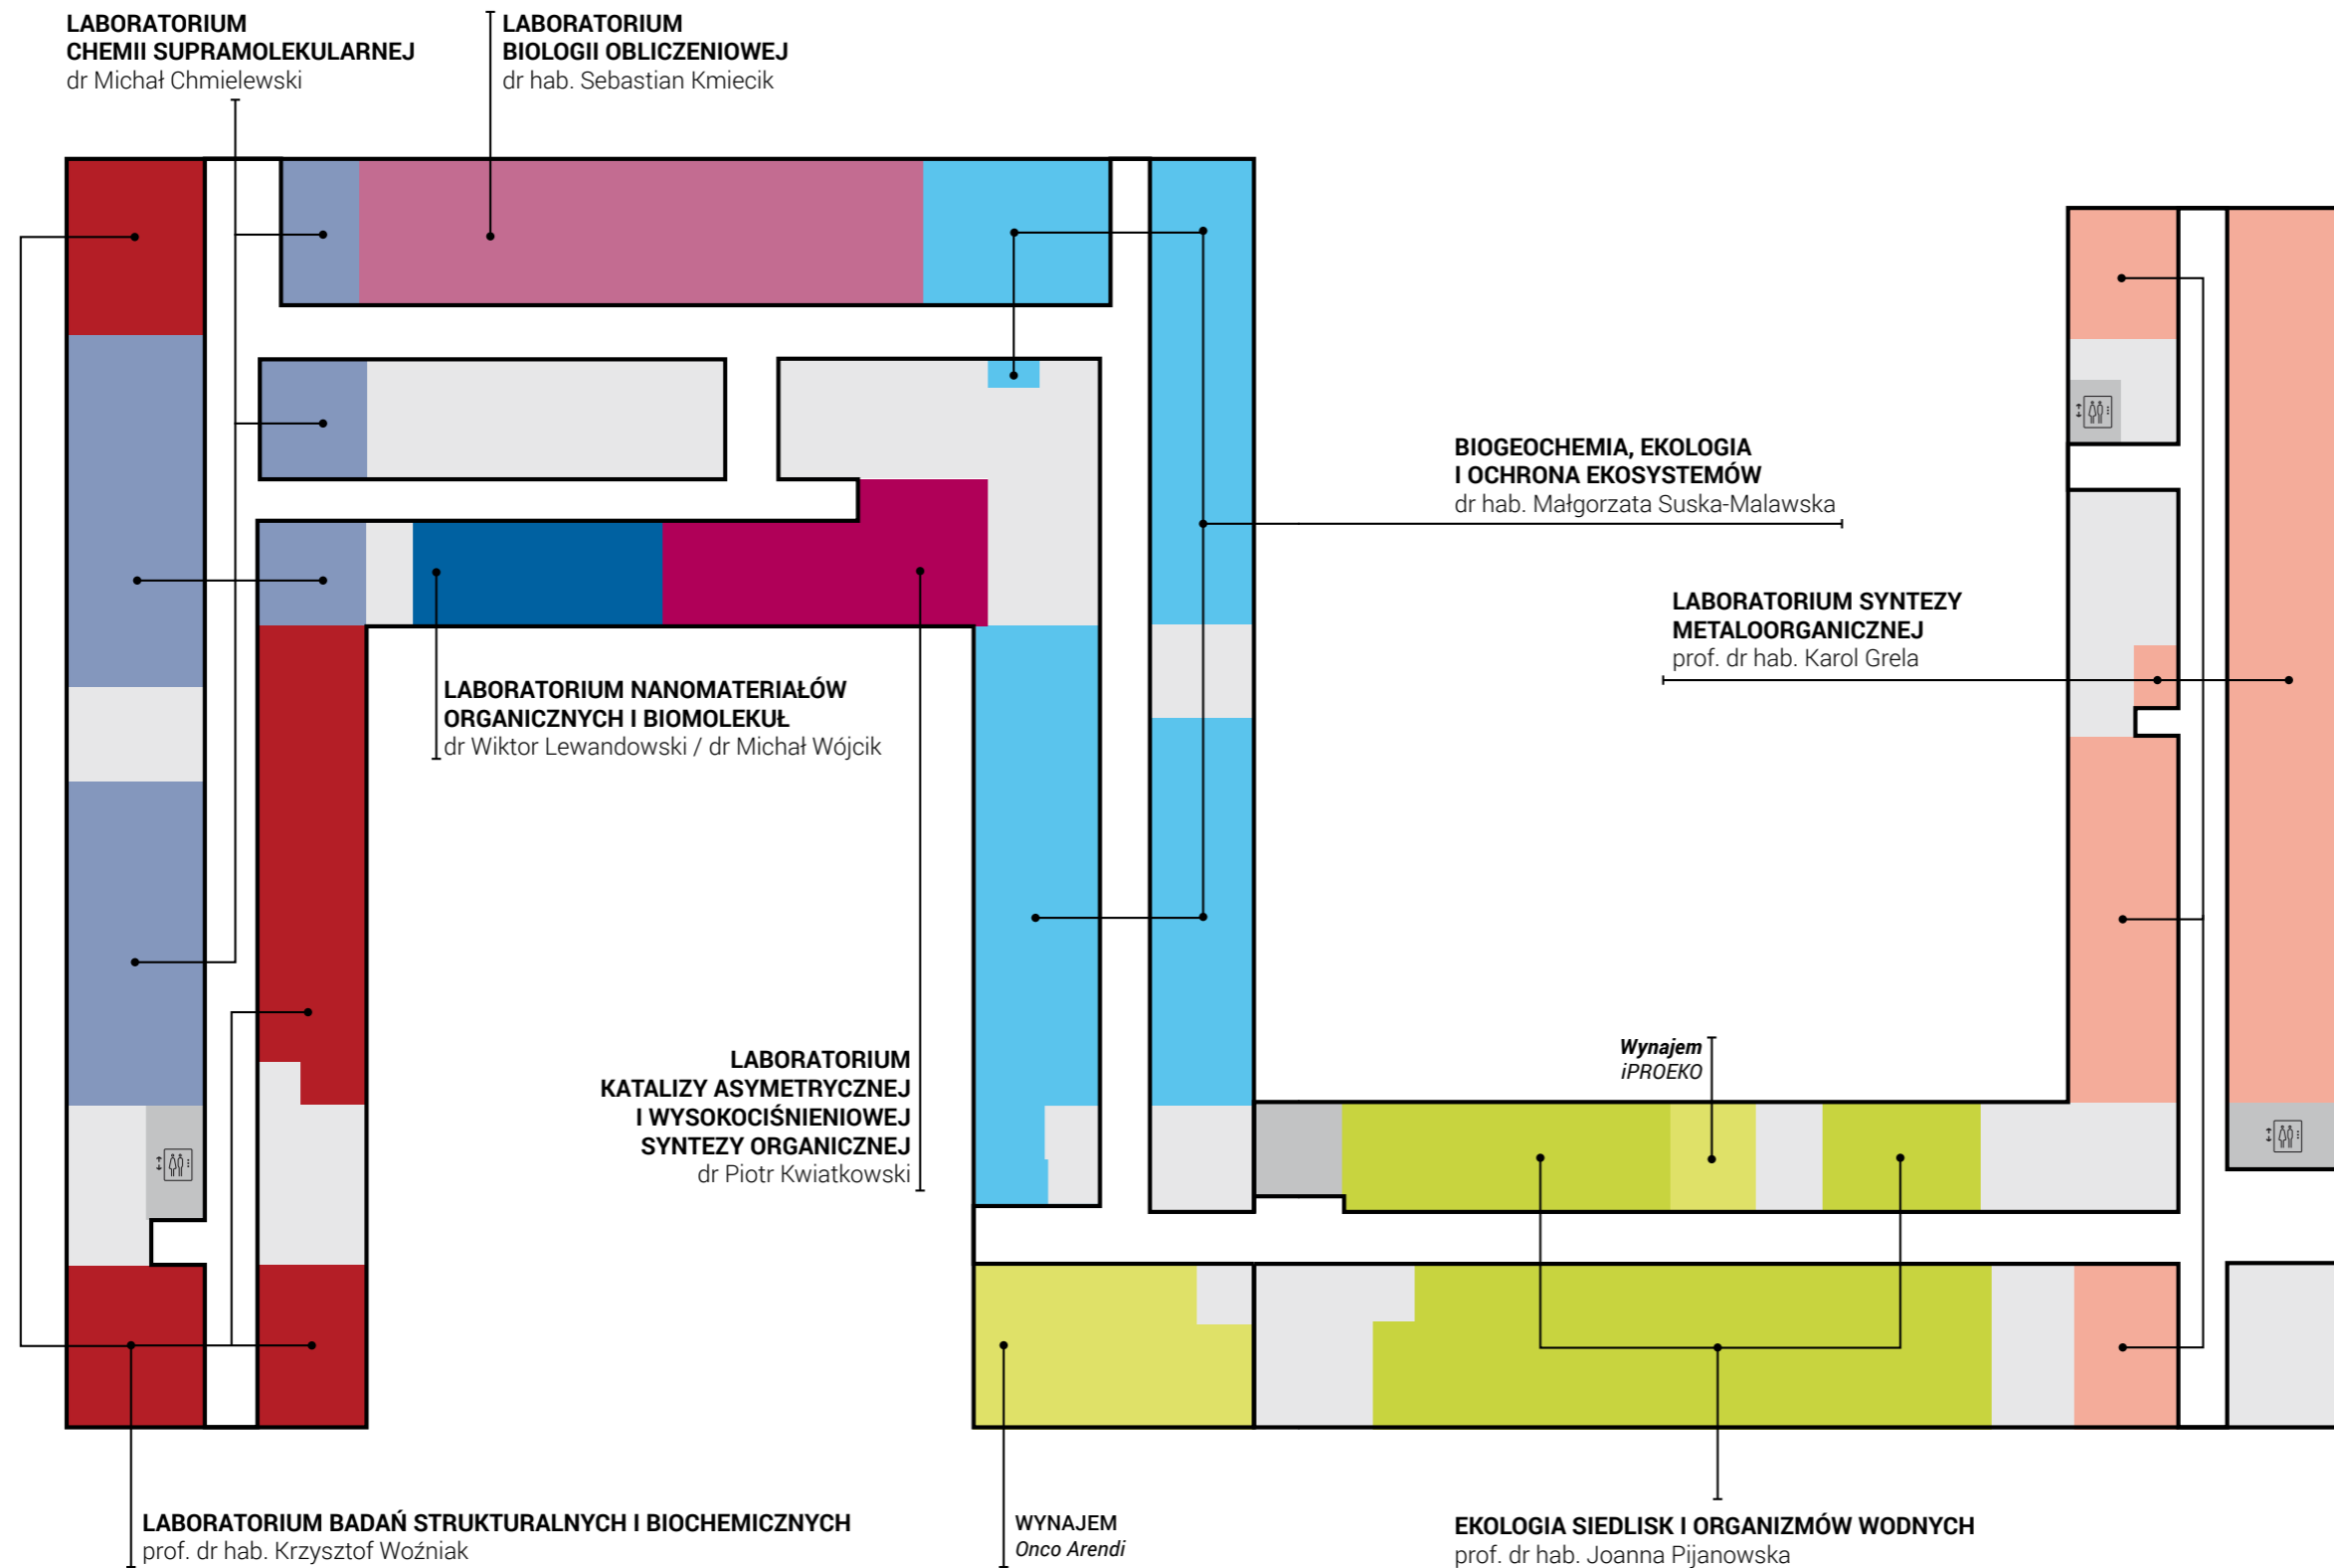 LABORATORIUM
CHEMII SUPRAMOLEKULARNEJ
dr Michał Chmielewski
LABORATORIUM
BIOLOGII OBLICZENIOWEJ
dr hab. Sebastian Kmiecik
BIOGEOCHEMIA, EKOLOGIA
I OCHRONA EKOSYSTEMÓW
dr hab. Małgorzata Suska-Malawska
LABORATORIUM SYNTEZY
METALOORGANICZNEJ
prof. dr hab. Karol Grela
LABORATORIUM NANOMATERIAŁÓW
ORGANICZNYCH I BIOMOLEKUŁ
dr Wiktor Lewandowski / dr Michał Wójcik
LABORATORIUM
KATALIZY ASYMETRYCZNEJ
I WYSOKOCIŚNIENIOWEJ
SYNTEZY ORGANICZNEJ
dr Piotr Kwiatkowski
Wynajem
iPROEKO
LABORATORIUM BADAŃ STRUKTURALNYCH I BIOCHEMICZNYCH
prof. dr hab. Krzysztof Woźniak
WYNAJEM
Onco Arendi
EKOLOGIA SIEDLISK I ORGANIZMÓW WODNYCH
prof. dr hab. Joanna Pijanowska